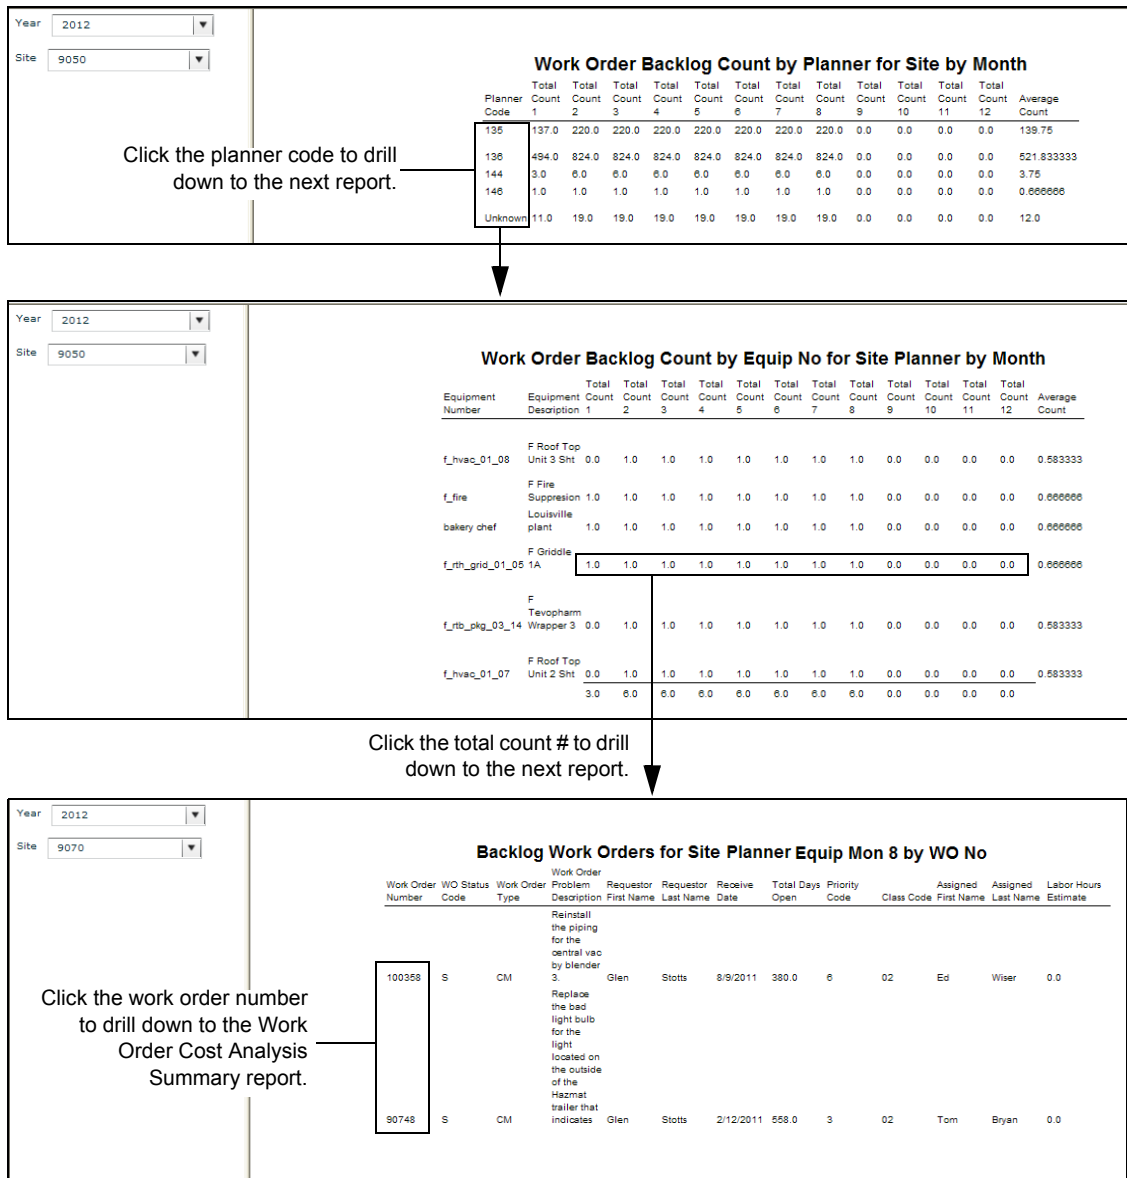 Year 2012
Site 9050
Work Order Backlog Count by Planner for Site by Month
Total Total Total Total Total Total Total Total Total Total Total Total
Planner Count Count Count Count Count Count Count Count Count Count Count Count Average
Code 1 2 3 4 5 6 7 8 9 10 11 12 Count
135 137.0 220.0 220.0 220.0 220.0 220.0 220.0 220.0 0.0 0.0 0.0 0.0 139.75
136 494.0 824.0 824.0 824.0 824.0 824.0 824.0 824.0 0.0 0.0 0.0 0.0 521.833333
144 3.0 6.0 6.0 6.0 6.0 6.0 6.0 6.0 0.0 0.0 0.0 0.0 3.75
146 1.0 1.0 1.0 1.0 1.0 1.0 1.0 1.0 0.0 0.0 0.0 0.0 0.666666
Unknown 11.0 19.0 19.0 19.0 19.0 19.0 19.0 19.0 0.0 0.0 0.0 0.0 12.0
Click the planner code to drill
down to the next report.
Year 2012
Site 9050
Work Order Backlog Count by Equip No for Site Planner by Month
Total Total Total Total Total Total Total Total Total Total Total Total
Equipment Equipment Count Count Count Count Count Count Count Count Count Count Count Count Average
Number Description 1 2 3 4 5 6 7 8 9 10 11 12 Count
F Roof Top
f_hvac_01_08 Unit 3 Sht 0.0 1.0 1.0 1.0 1.0 1.0 1.0 1.0 0.0 0.0 0.0 0.0 0.583333
F Fire
f_fire Suppresion 1.0 1.0 1.0 1.0 1.0 1.0 1.0 1.0 0.0 0.0 0.0 0.0 0.666666
Louisville
bakery chef plant 1.0 1.0 1.0 1.0 1.0 1.0 1.0 1.0 0.0 0.0 0.0 0.0 0.666666
F Griddle
f_rth_grid_01_05 1A 1.0 1.0 1.0 1.0 1.0 1.0 1.0 1.0 0.0 0.0 0.0 0.0 0.666666
F
Tevopharm
f_rtb_pkg_03_14 Wrapper 3 0.0 1.0 1.0 1.0 1.0 1.0 1.0 1.0 0.0 0.0 0.0 0.0 0.583333
F Roof Top
f_hvac_01_07 Unit 2 Sht 0.0 1.0 1.0 1.0 1.0 1.0 1.0 1.0 0.0 0.0 0.0 0.0 0.583333
3.0 6.0 6.0 6.0 6.0 6.0 6.0 6.0 0.0 0.0 0.0 0.0
Click the total count # to drill
down to the next report.
Year 2012
Site 9070
Backlog Work Orders for Site Planner Equip Mon 8 by WO No
Work Order
Work Order WO Status Work Order Problem Requestor Requestor Receive Total Days Priority Assigned Assigned Labor Hours
Number Code Type Description First Name Last Name Date Open Code Class Code First Name Last Name Estimate
Reinstall
the piping
for the
central vac
by blender
100358 S CM 3. Glen Stotts 8/9/2011 380.0 6 02 Ed Wiser 0.0
Replace
the bad
light bulb
for the
light
located on
the outside
of the
Hazmat
trailer that
90748 S CM indicates Glen Stotts 2/12/2011 558.0 3 02 Tom Bryan 0.0
Click the work order number
to drill down to the Work
Order Cost Analysis
Summary report.